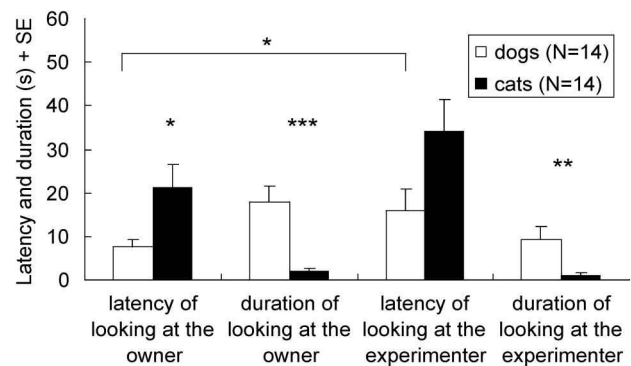 Latency and duration (s) + SE
60
50
40
30
20
10
0
*
*
***
**
dogs (N=14)
cats (N=14)
latency of
looking at the
owner
duration of
looking at the
owner
latency of
looking at the
experimenter
duration of
looking at the
experimenter